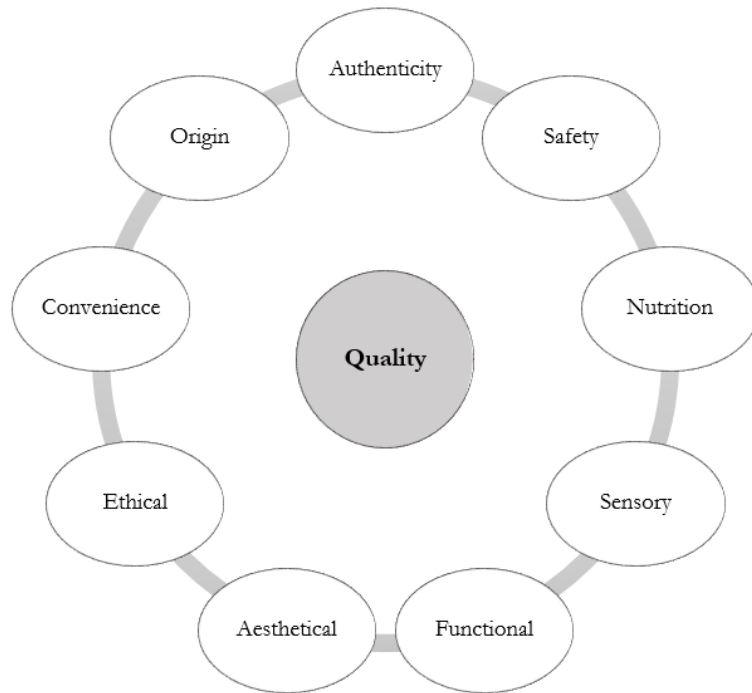 Authenticity
Safety
Nutrition
Sensory
Functional
Aesthetical
Ethical
Convenience
Origin
Quality